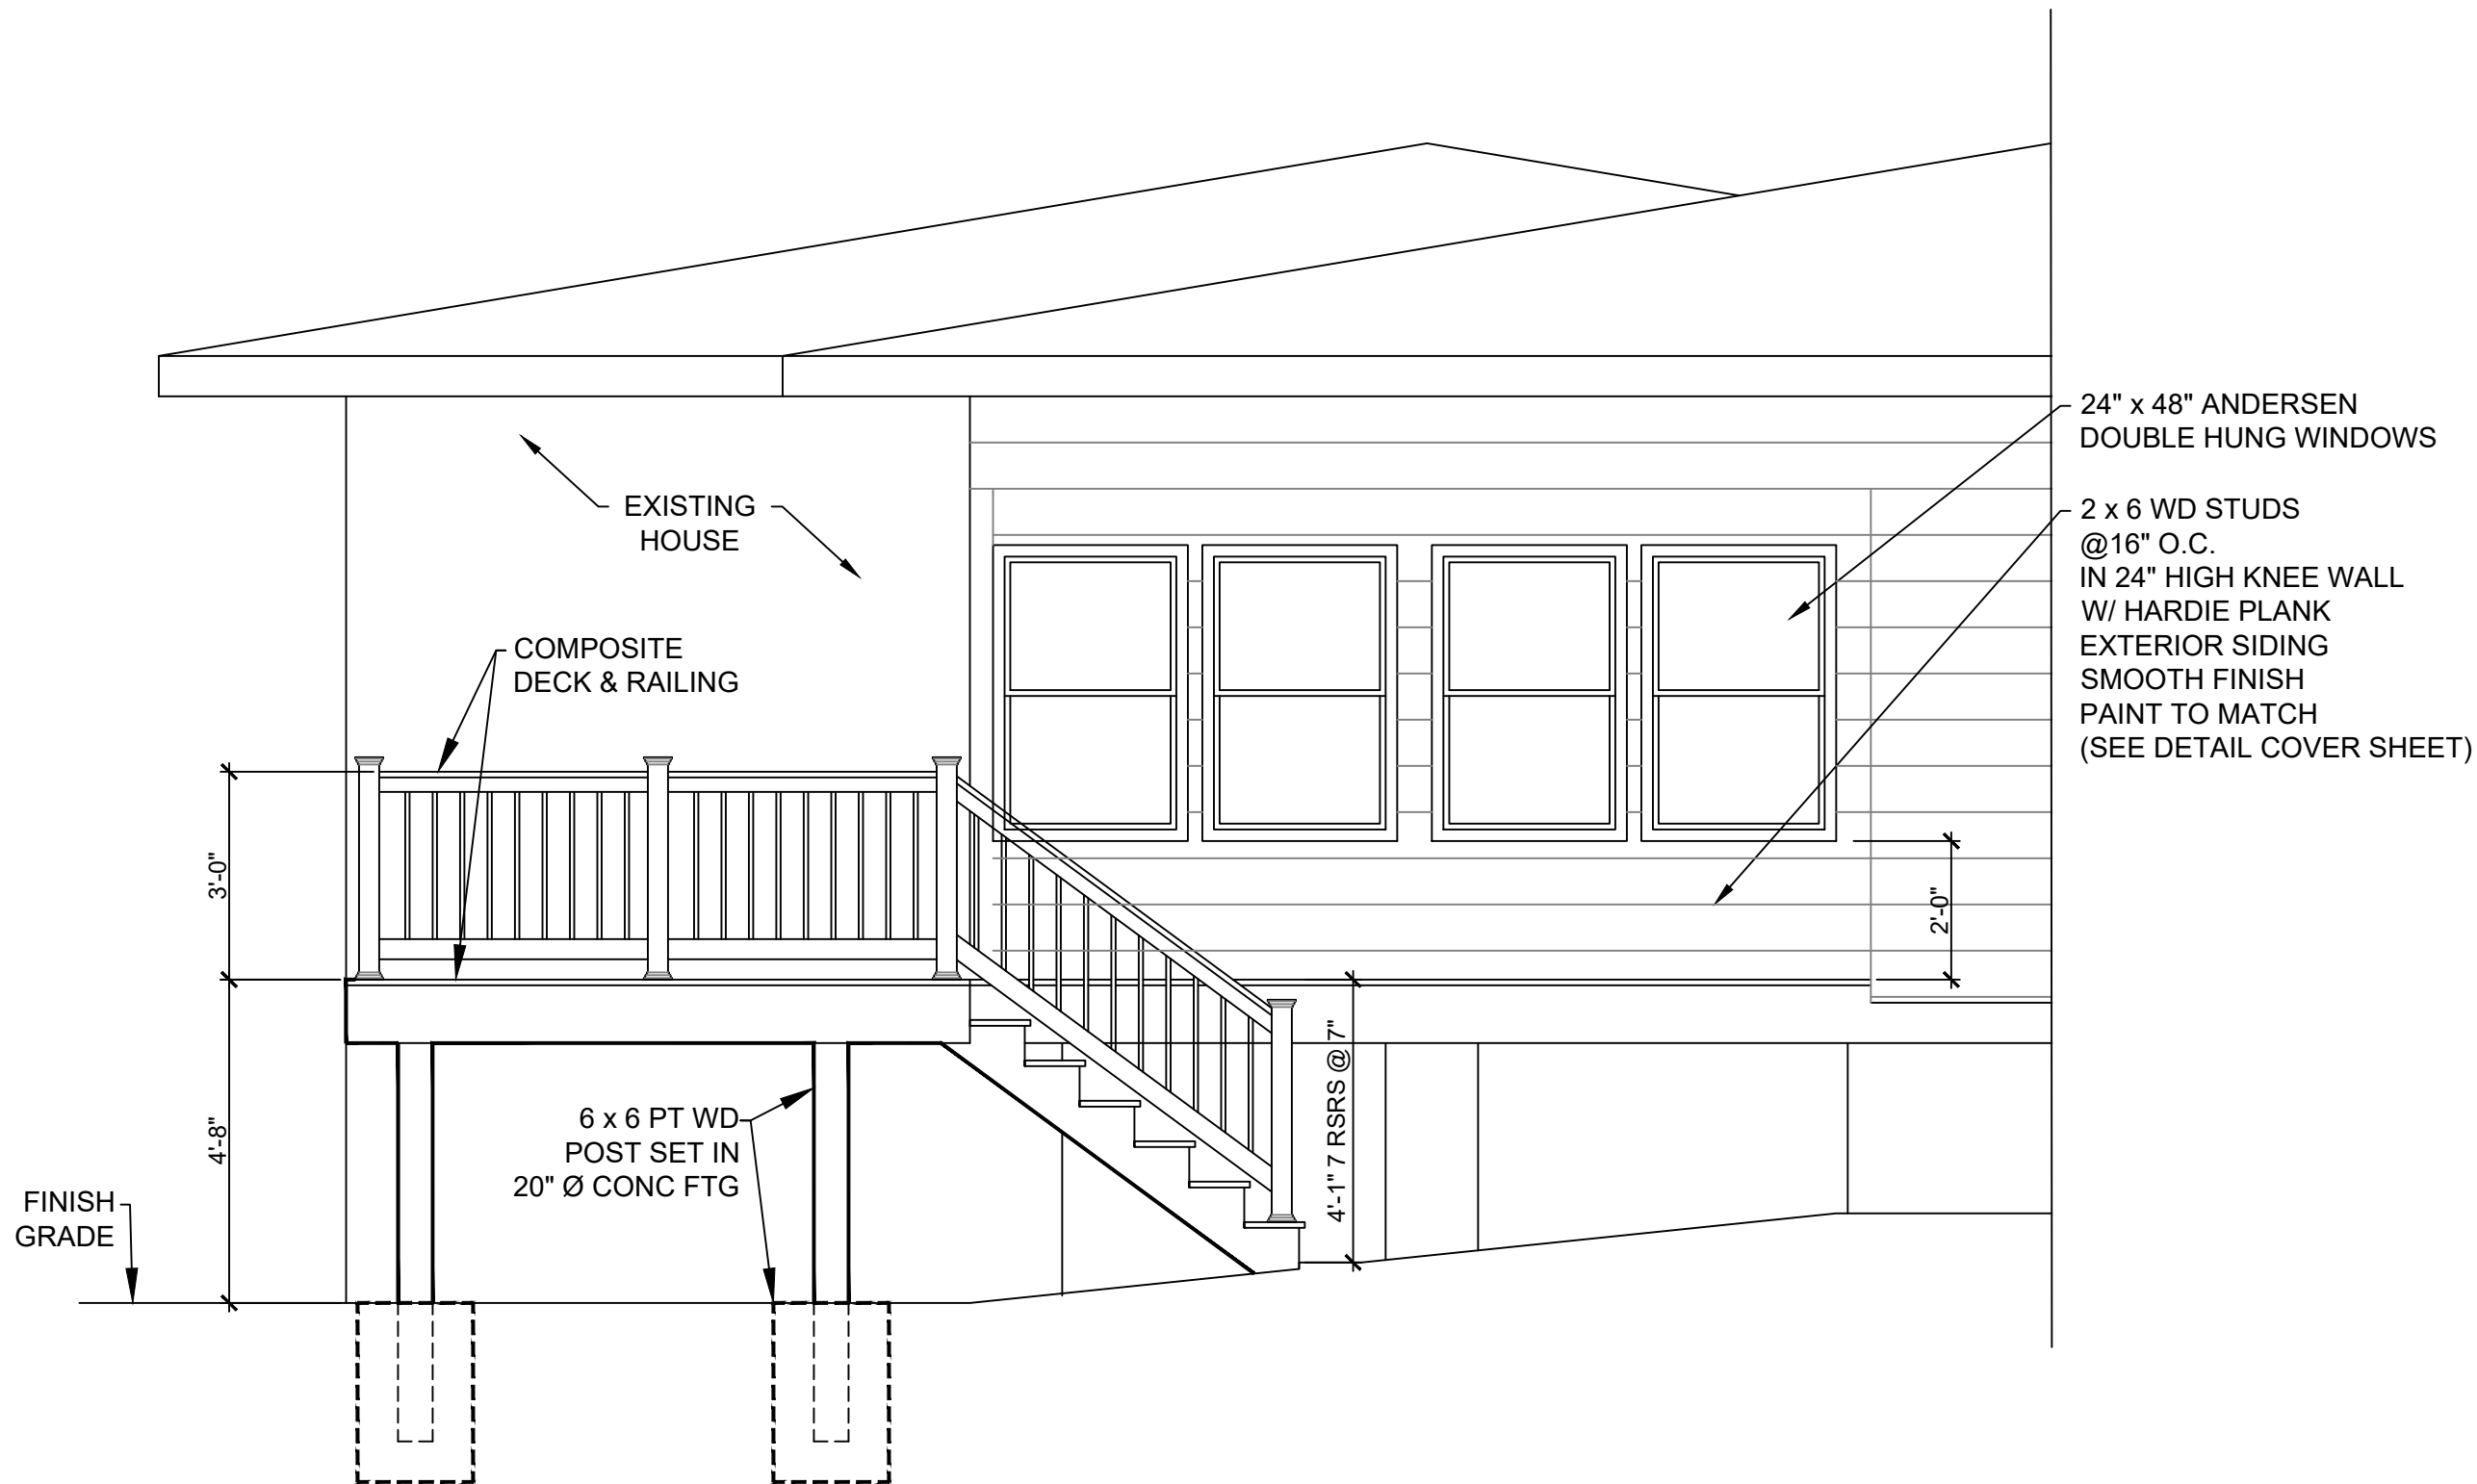 24" x 48" ANDERSEN
DOUBLE HUNG WINDOWS
EXISTING
HOUSE
2 x 6 WD STUDS
@16" O.C.
IN 24" HIGH KNEE WALL
W/ HARDIE PLANK
EXTERIOR SIDING
SMOOTH FINISH
PAINT TO MATCH
(SEE DETAIL COVER SHEET)
COMPOSITE
DECK & RAILING
3'-0"
2'-0"
4'-8"
4'-1" 7 RSRS @ 7"
6 x 6 PT WD
POST SET IN
20" Ø CONC FTG
FINISH
GRADE